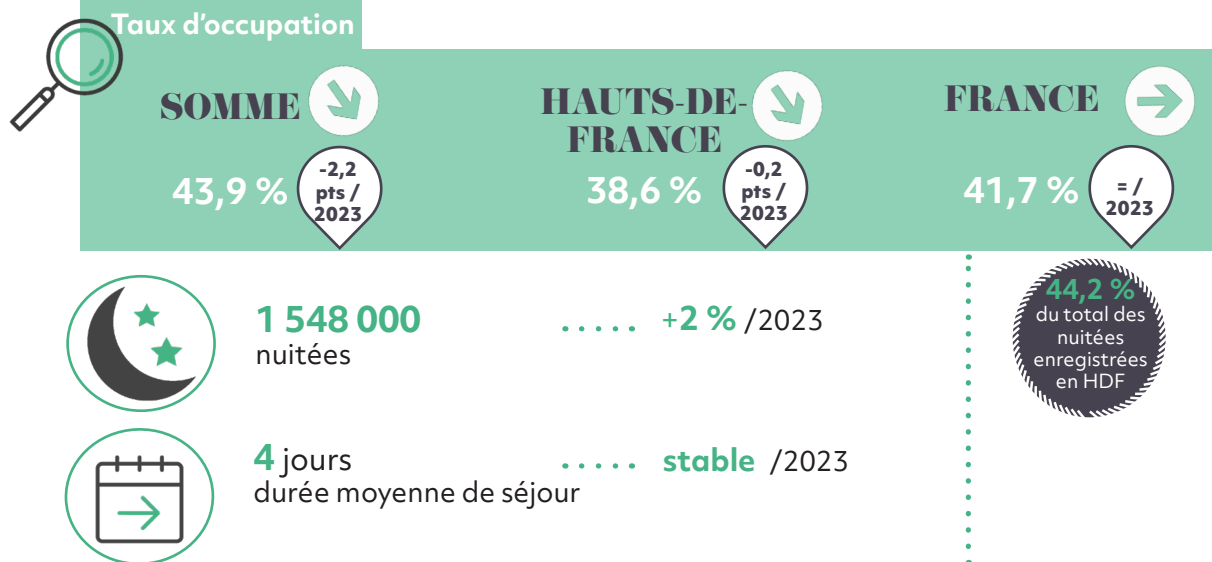 Taux d'occupation
SOMME
43,9 %
-2,2
pts /
2023
HAUTS-DE-
FRANCE
38,6 %
-0,2
pts /
2023
FRANCE
41,7 %
= /
2023
1 548 000
nuitées
..... +2 % /2023
44,2 %
du total des
nuitées
enregistrées
en HDF
4 jours
durée moyenne de séjour
..... stable /2023